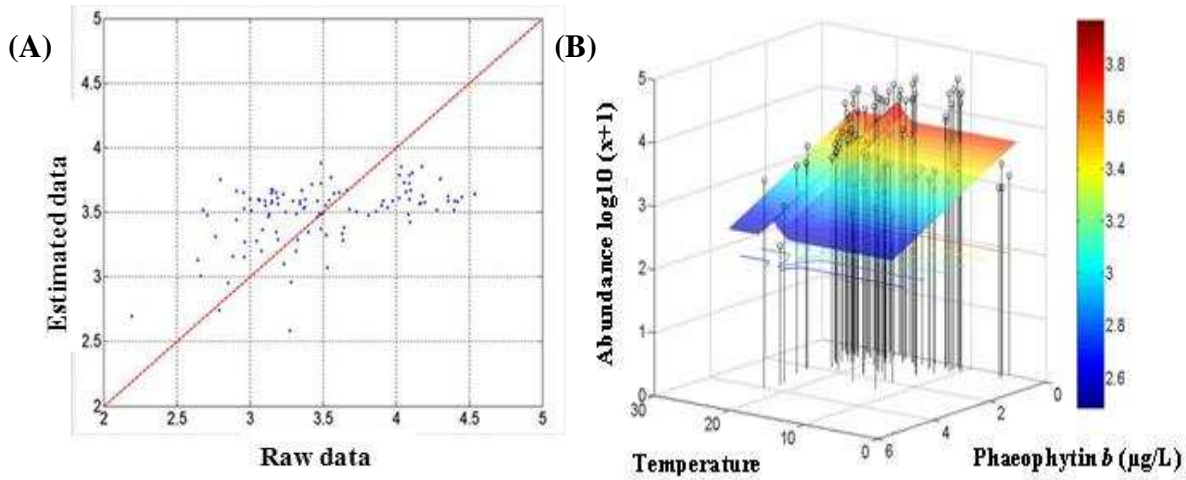 (A)
5
4.5
4
3.5
3
2.5
2
Estimated data
2 2.5 3 3.5 4 4.5 5
Raw data
(B)
5
4
3
2
1
0
Abundance log10 (x+1)
30 20 10 0
Temperature
6 4 2 0
Phaeophytin b (µg/L)
3.8
3.6
3.4
3.2
3
2.8
2.6